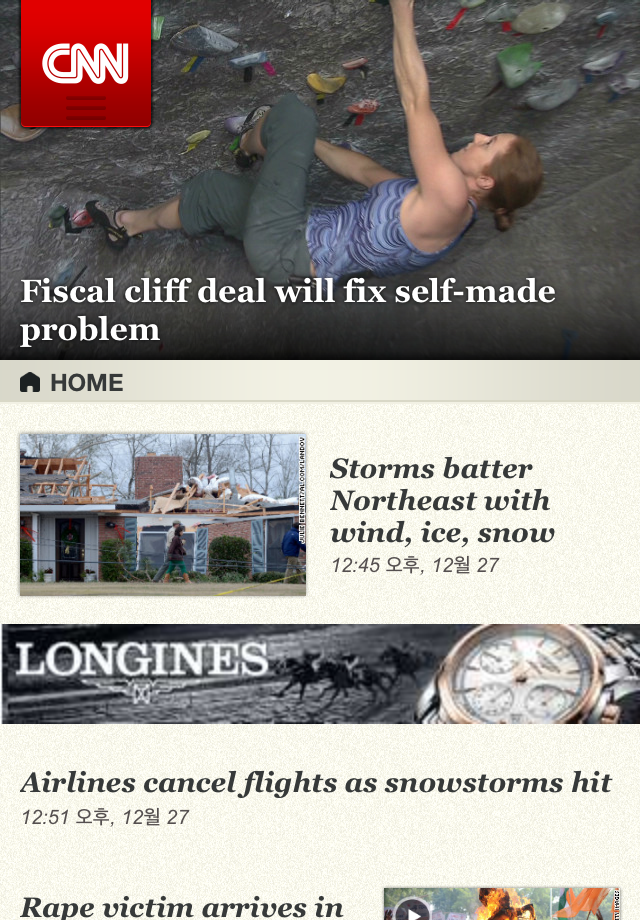 CNN
Fiscal cliff deal will fix self-made
problem
HOME
JULIE BENNETT/AL.COM/LANDOV
Storms batter
Northeast with
wind, ice, snow
12:45 오후, 12월 27
LONGINES
Airlines cancel flights as snowstorms hit
12:51 오후, 12월 27
Rape victim arrives in